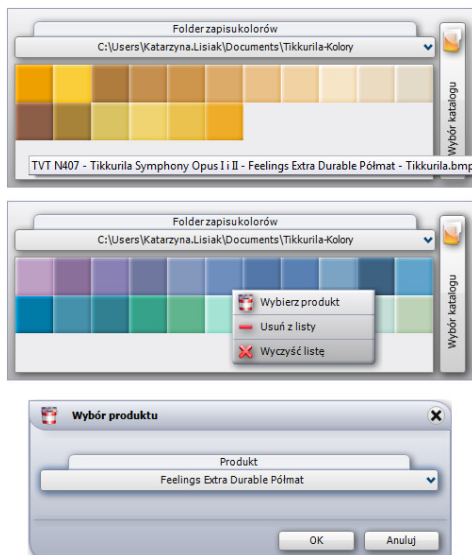 Folder zapisu kolorów
C:\Users\Katarzyna.Lisiak\Documents\Tikkurila-Kolory
Wybór katalogu
TVT N407 - Tikkurila Symphony Opus I i II - Feelings Extra Durable Półmat - Tikkurila.bmp
Folder zapisu kolorów
C:\Users\Katarzyna.Lisiak\Documents\Tikkurila-Kolory
Wybór katalogu
Wybierz produkt
Usuń z listy
Wyczyść listę
Wybór produktu
Produkt
Feelings Extra Durable Półmat
OK
Anuluj